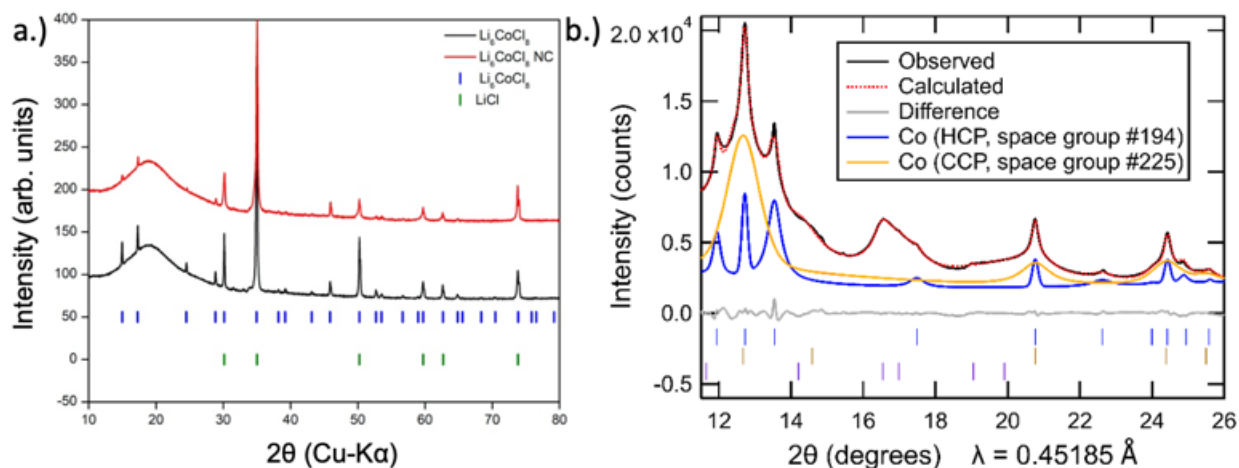 a.)
400
350
300
250
200
150
100
50
0
-50
Intensity (arb. units)
Li₆CoCl₈
Li₆CoCl₈ NC
Li₆CoCl₈
LiCl
10 20 30 40 50 60 70 80
2θ (Cu-Kα)
b.)
2.0 x10⁴
1.5
1.0
0.5
0.0
-0.5
Intensity (counts)
Observed
Calculated
Difference
Co (HCP, space group #194)
Co (CCP, space group #225)
12 14 16 18 20 22 24 26
2θ (degrees) λ = 0.45185 Å